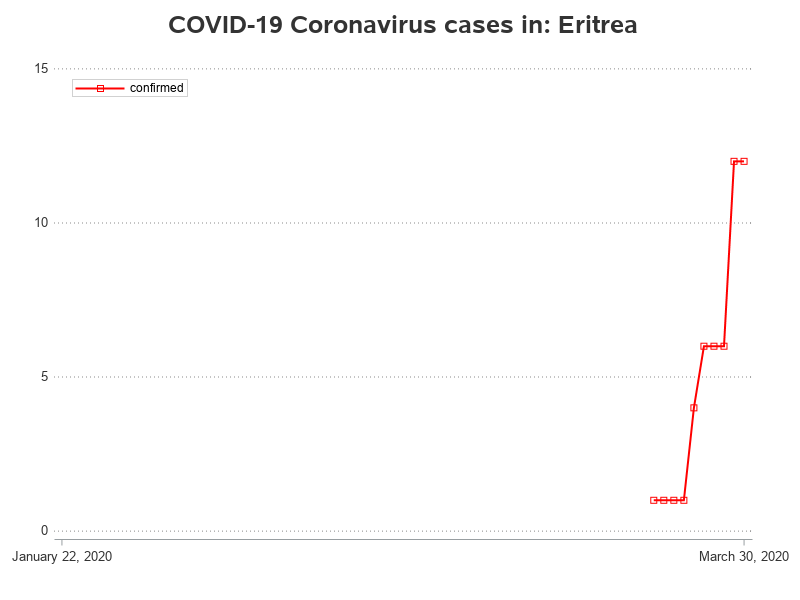 COVID-19 Coronavirus cases in: Eritrea
15
confirmed
10
5
0
January 22, 2020
March 30, 2020